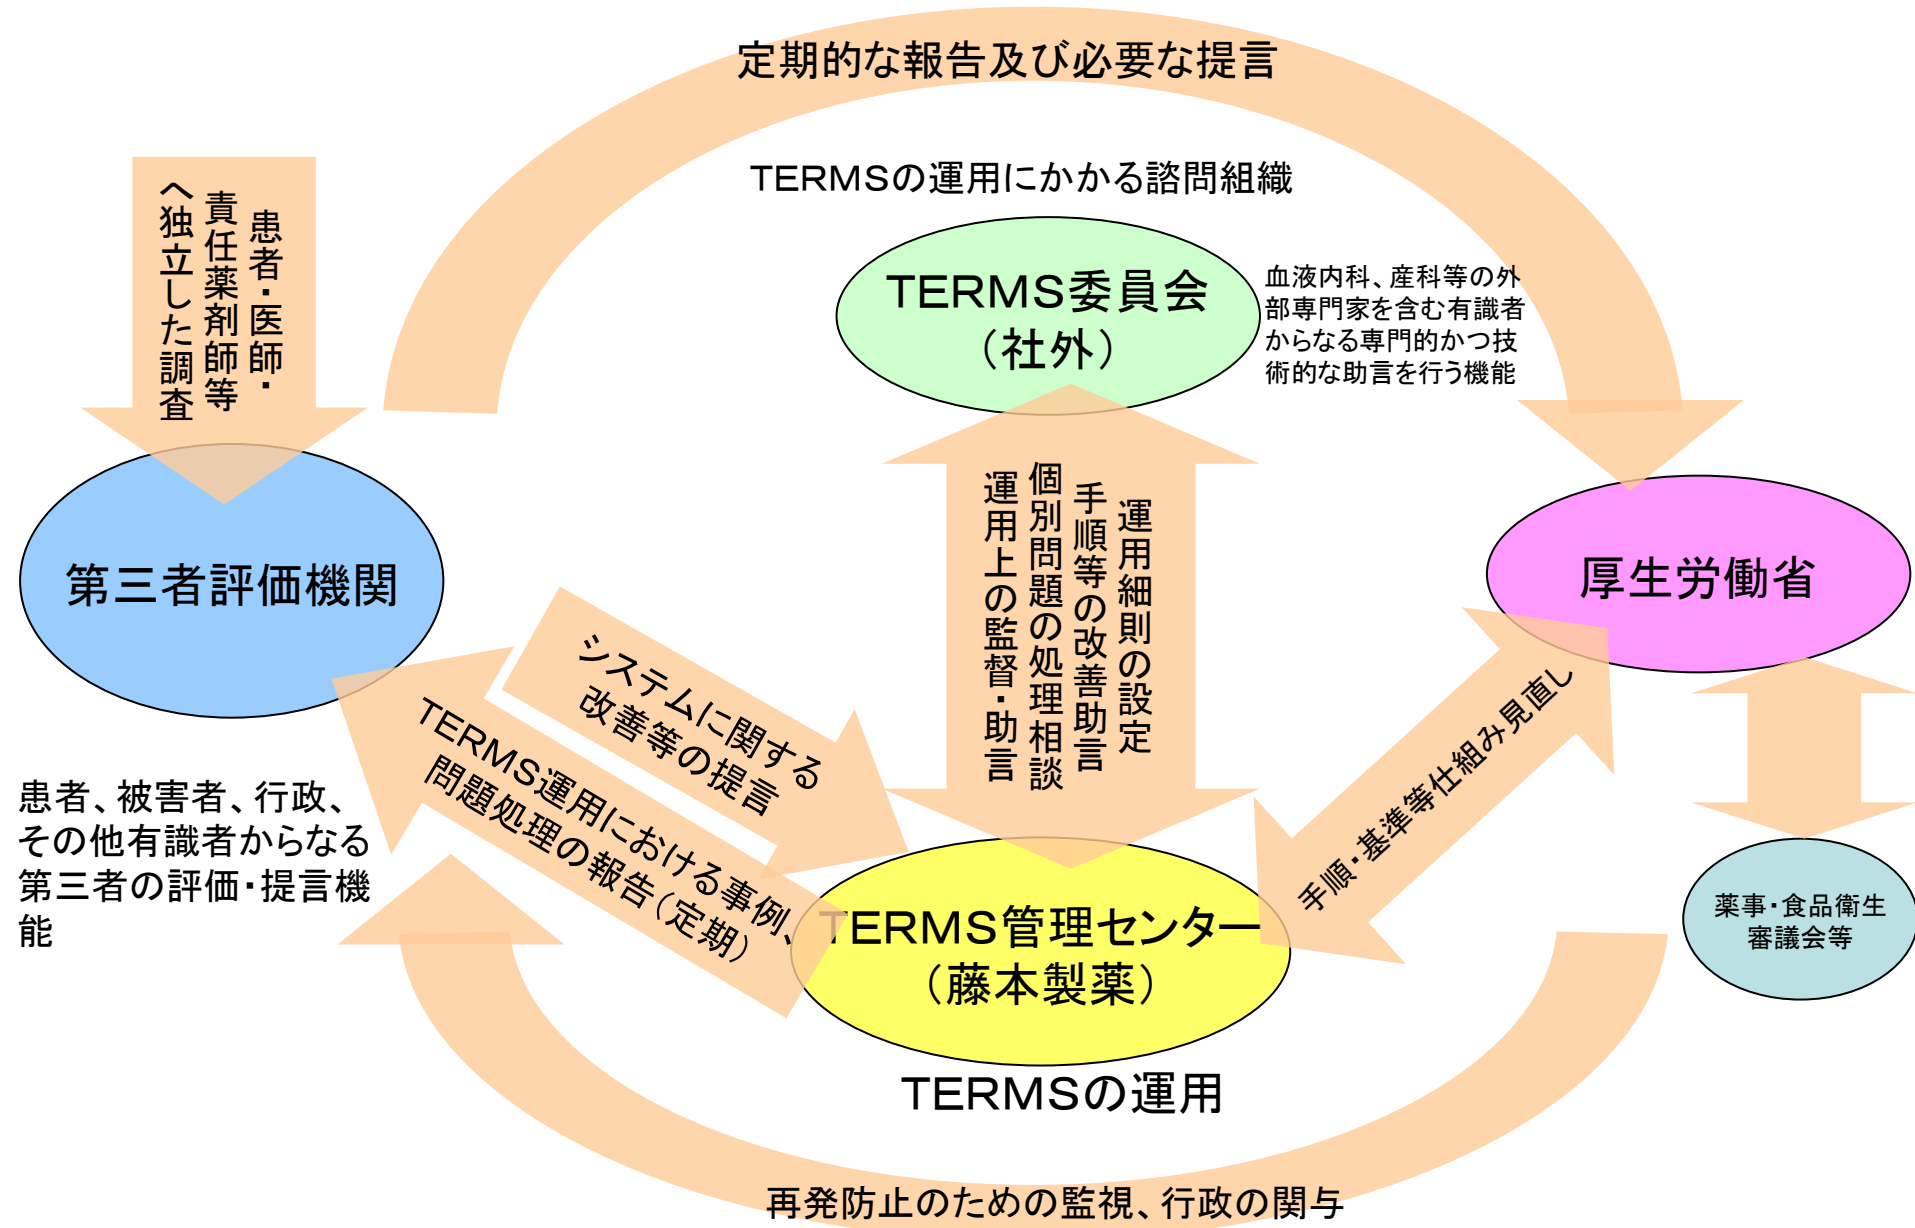 定期的な報告及び必要な提言
TERMSの運用にかかる諮問組織
患者・医師・
責任薬剤師等
へ独立した調査
TERMS委員会
（社外）
血液内科、産科等の外
部専門家を含む有識者
からなる専門的かつ技
術的な助言を行う機能
第三者評価機関
運用細則の設定
手順等の改善助言
個別問題の処理相談
運用上の監督・助言
厚生労働省
システムに関する
改善等の提言
TERMS運用における事例、
問題処理の報告（定期）
手順・基準等仕組み見直し
患者、被害者、行政、
その他有識者からなる
第三者の評価・提言機
能
TERMS管理センター
（藤本製薬）
薬事・食品衛生
審議会等
TERMSの運用
再発防止のための監視、行政の関与